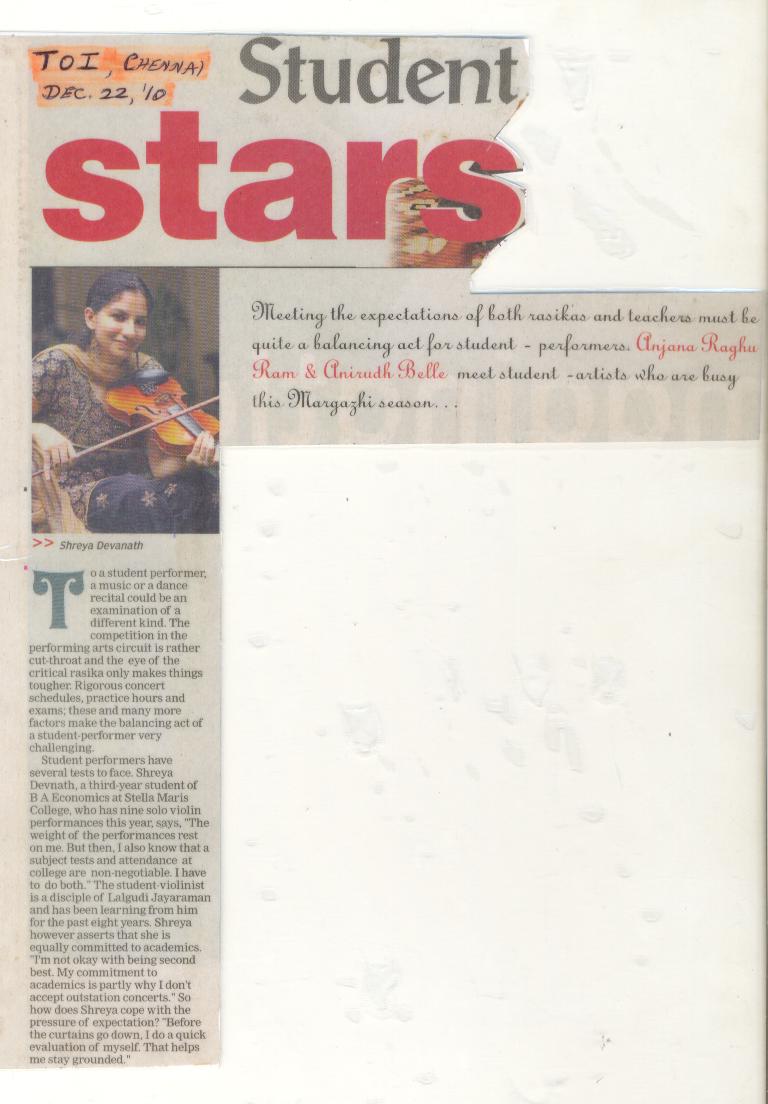 TOI, CHENNAI
DEC. 22, '10
Student
stars
Meeting the expectations of both rasikas and teachers must be
quite a balancing act for student - performers. Anjana Raghu
Ram & Anirudh Belle meet student -artists who are busy
this Margazhi season. . .
>> Shreya Devanath
To a student performer,
a music or a dance
recital could be an
examination of a
different kind. The
competition in the
performing arts circuit is rather
cut-throat and the eye of the
critical rasika only makes things
tougher. Rigorous concert
schedules, practice hours and
exams; these and many more
factors make the balancing act of
a student-performer very
challenging.
Student performers have
several tests to face. Shreya
Devnath, a third-year student of
B A Economics at Stella Maris
College, who has nine solo violin
performances this year, says, "The
weight of the performances rest
on me. But then, I also know that a
subject tests and attendance at
college are non-negotiable. I have
to do both." The student-violinist
is a disciple of Lalgudi Jayaraman
and has been learning from him
for the past eight years. Shreya
however asserts that she is
equally committed to academics.
"I'm not okay with being second
best. My commitment to
academics is partly why I don't
accept outstation concerts." So
how does Shreya cope with the
pressure of expectation? "Before
the curtains go down, I do a quick
evaluation of myself. That helps
me stay grounded."